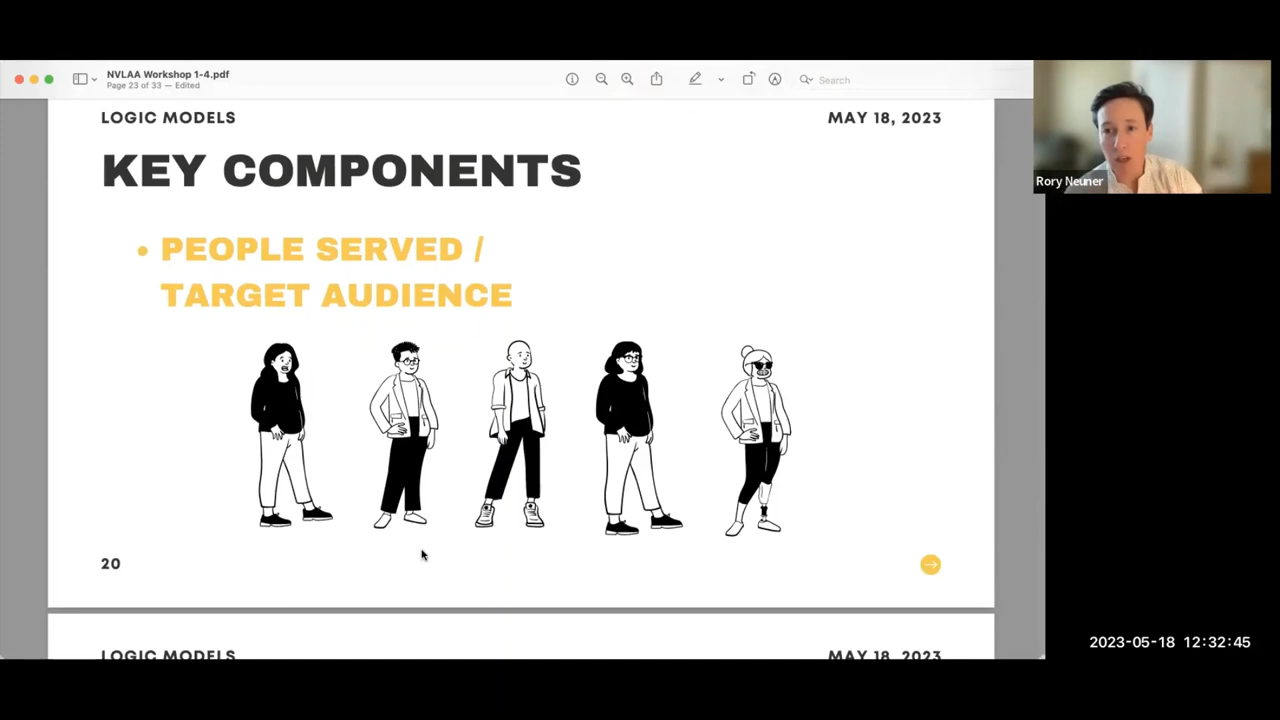 NVLAA Workshop 1-4.pdf
Page 23 of 33 — Edited
Search
LOGIC MODELS
MAY 18, 2023
KEY COMPONENTS
• PEOPLE SERVED /
TARGET AUDIENCE
20
LOGIC MODELS
MAY 18, 2023
Rory Neuner
2023-05-18 12:32:45